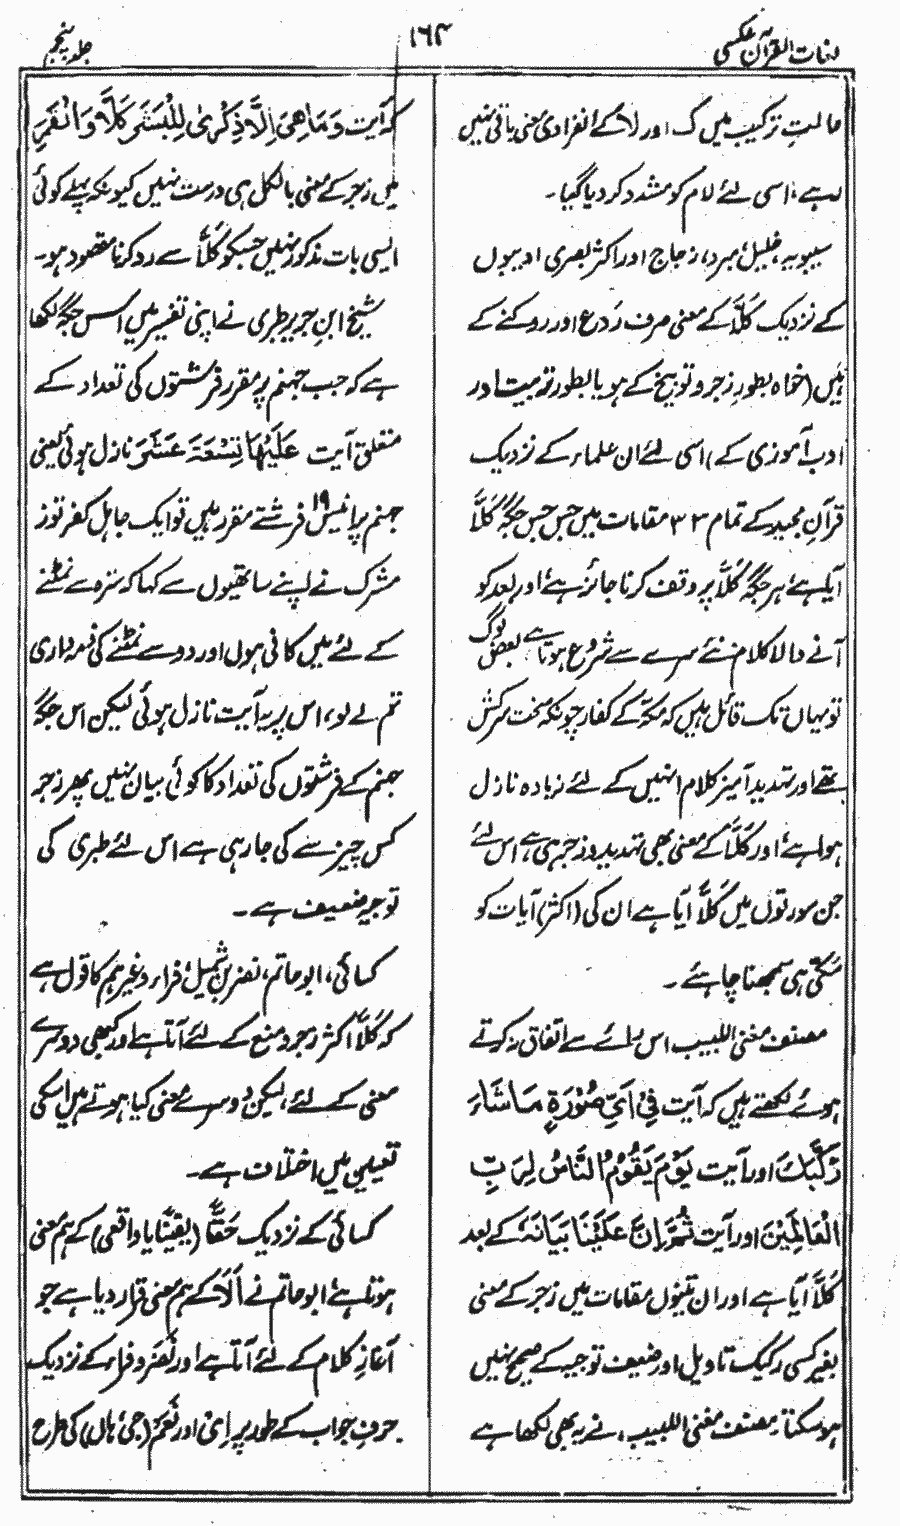 لغات القرآن عکسی
۱۶۴
جلد پنجم
حالتِ ترکیب میں ک اور لا کے انفرادی معنی باقی نہیں
رہے، اسی لئے لام کو مشدد کر دیا گیا۔
سیبویہ، خلیل، مبرد، زجاج اور اکثر بصری ادیبوں
کے نزدیک کَلَّا کے معنی صرف رَدع اور روکنے کے
ہیں (خواہ بطورِ زجر و توبیخ کے ہو یا بطور تربیت اور
ادب آموزی کے) اسی لئے ان علماء کے نزدیک
قرآنِ مجید کے تمام ۳۳ مقامات میں جس جس جگہ کَلَّا
آیا ہے ہر جگہ کَلَّا پر وقف کرنا جائز ہے اور بعد کو
آنے والا کلام نئے سرے سے شروع ہوتا ہے بعض لوگ
تو یہاں تک قائل ہیں کہ مکہ کے کفار چونکہ سخت سرکش
تھے اور تہدید آمیز کلام انہیں کے لئے زیادہ نازل
ہوا ہے اور کَلَّا کے معنی بھی تہدید و زجر ہی ہے، اس لئے
جن سورتوں میں کَلَّا آیا ہے ان کی (اکثر) آیات کو
مکّی ہی سمجھنا چاہئے۔
مصنف مغنی اللبیب اس رائے سے اتفاق نہ کرتے
ہوئے لکھتے ہیں کہ آیت فِیْ اَیِّ صُوْرَةٍ مَا شَاءَ
رَكَّبَكَ اور آیت یَوْمَ یَقُوْمُ النَّاسُ لِرَبِّ
الْعَالَمِیْنَ اور آیت ثُمَّ اِنَّ عَلَیْنَا بَیَانَهٗ کے بعد
کَلَّا آیا ہے اور ان تینوں مقامات میں زجر کے معنی
بغیر کسی رکیک تاویل اور ضعیف توجیہ کے صحیح نہیں
ہو سکتا۔ مصنف مغنی اللبیب، نے یہ بھی لکھا ہے
کہ آیت وَمَا هِیَ اِلَّا ذِکْرٰی لِلْبَشَرِ کَلَّا وَالْقَمَرِ
میں زجر کے معنی بالکل ہی درست نہیں کیونکہ پہلے کوئی
ایسی بات مذکور نہیں جس کو کَلَّا سے رد کرنا مقصود ہو۔
شیخ ابنِ جریر طبری نے اپنی تفسیر میں اس جگہ لکھا
ہے کہ جب جہنم پر مقرر فرشتوں کی تعداد کے
متعلق آیت عَلَیْهَا تِسْعَةَ عَشَرَ نازل ہوئی یعنی
جہنم پر انیس ۱۹ فرشتے مقرر ہیں تو ایک جاہل کفر توز
مشرک نے اپنے ساتھیوں سے کہا کہ سترہ سے نمٹنے
کے لئے میں کافی ہوں اور دو سے نمٹنے کی ذمہ داری
تم لے لو، اس پر یہ آیت نازل ہوئی لیکن اس جگہ
جہنم کے فرشتوں کی تعداد کا کوئی بیان نہیں پھر زجر
کس چیز سے کی جا رہی ہے اس لئے طبری کی
توجیہ ضعیف ہے۔
کسائی، ابو حاتم، نضر بن شمیل، فراء وغیرہم کا قول ہے
کہ کَلَّا اکثر زجر و منع کے لئے آتا ہے اور کبھی دوسرے
معنی کے لئے، لیکن دوسرے معنی کیا ہوتے ہیں اس کی
تعیین میں اختلاف ہے۔
کسائی کے نزدیک حَقًّا (یقیناً یا واقعی) کے ہم معنی
ہوتا ہے ابو حاتم نے اَلَا کے ہم معنی قرار دیا ہے جو
آغازِ کلام کے لئے آتا ہے اور نضر و فراء کے نزدیک
حرفِ جواب کے طور پر اِیْ اور نَعَمْ (جی ہاں) کی طرح